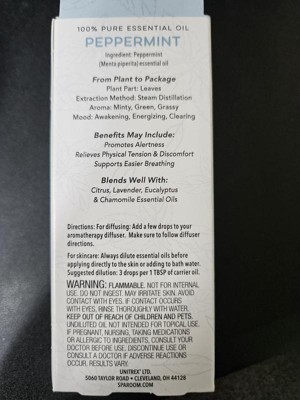 100% PURE ESSENTIAL OIL
PEPPERMINT
Ingredient: Peppermint
(Menta piperita) essential oil
From Plant to Package
Plant Part: Leaves
Extraction Method: Steam Distillation
Aroma: Minty, Green, Grassy
Mood: Awakening, Energizing, Clearing
Benefits May Include:
Promotes Alertness
Relieves Physical Tension & Discomfort
Supports Easier Breathing
Blends Well With:
Citrus, Lavender, Eucalyptus
& Chamomile Essential Oils
Directions: For diffusing: Add a few drops to your
aromatherapy diffuser. Make sure to follow diffuser
directions.
For skincare: Always dilute essential oils before
applying directly to the skin or adding to bath water.
Suggested dilution: 3 drops per 1 TBSP of carrier oil.
WARNING: FLAMMABLE. NOT FOR INTERNAL
USE. DO NOT INGEST. MAY IRRITATE SKIN. AVOID
CONTACT WITH EYES. IF CONTACT OCCURS
WITH EYES, RINSE THOROUGHLY WITH WATER.
KEEP OUT OF REACH OF CHILDREN AND PETS.
UNDILUTED OIL NOT INTENDED FOR TOPICAL USE.
IF PREGNANT, NURSING, TAKING MEDICATIONS
OR ALLERGIC TO INGREDIENTS, CONSULT YOUR
DOCTOR BEFORE USE. DISCONTINUE USE OR
CONSULT A DOCTOR IF ADVERSE REACTIONS
OCCUR. RESULTS VARY.
UNITREX LTD.
5060 TAYLOR ROAD • CLEVELAND, OH 44128
SPAROOM.COM